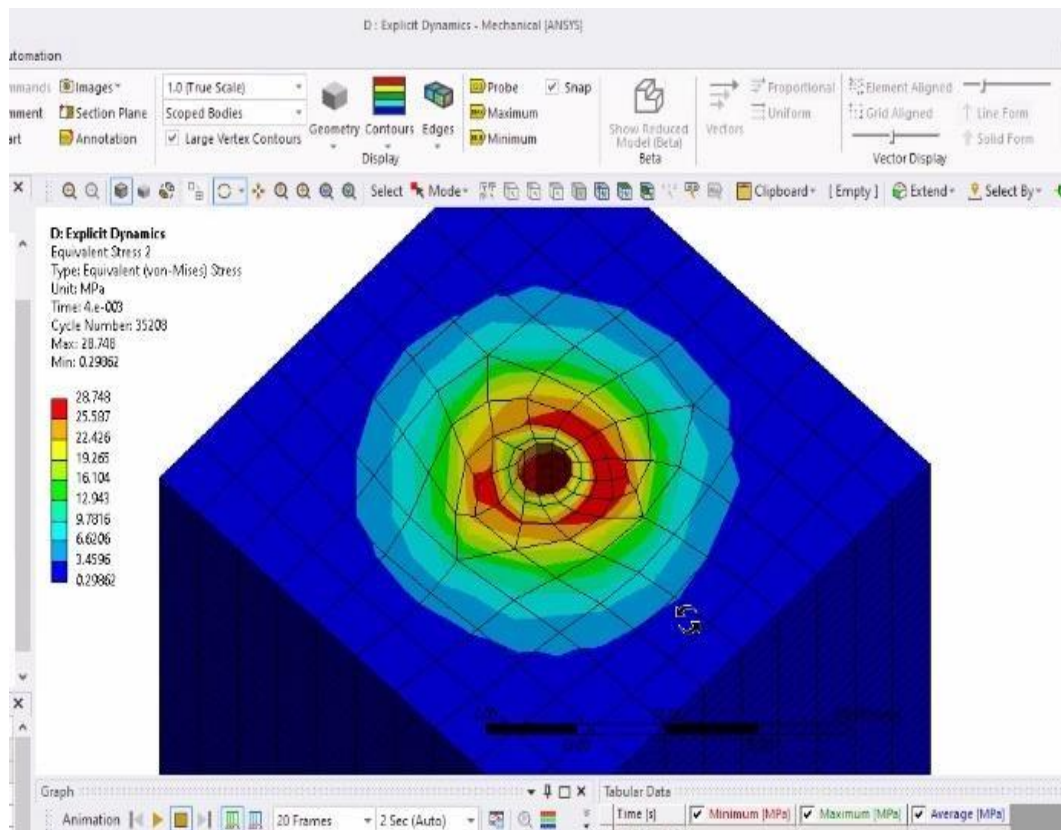 D : Explicit Dynamics - Mechanical [ANSYS]
utomation
mmands Images 1.0 (True Scale) Probe Snap Proportional Element Aligned
mment Section Plane Scoped Bodies Maximum Uniform Grid Aligned Line Form
art Annotation Large Vertex Contours Geometry Contours Edges Minimum Show Reduced Model (Beta) Vectors Solid Form
Display Beta Vector Display
Select Mode Clipboard [Empty] Extend Select By
D: Explicit Dynamics
Equivalent Stress 2
Type: Equivalent (von-Mises) Stress
Unit: MPa
Time: 4.e-003
Cycle Number: 35208
Max: 28.748
Min: 0.29862
28.748
25.587
22.426
19.265
16.104
12.943
9.7816
6.6206
3.4596
0.29862
Graph Tabular Data
Animation 20 Frames 2 Sec (Auto) Time [s] Minimum [MPa] Maximum [MPa] Average [MPa]